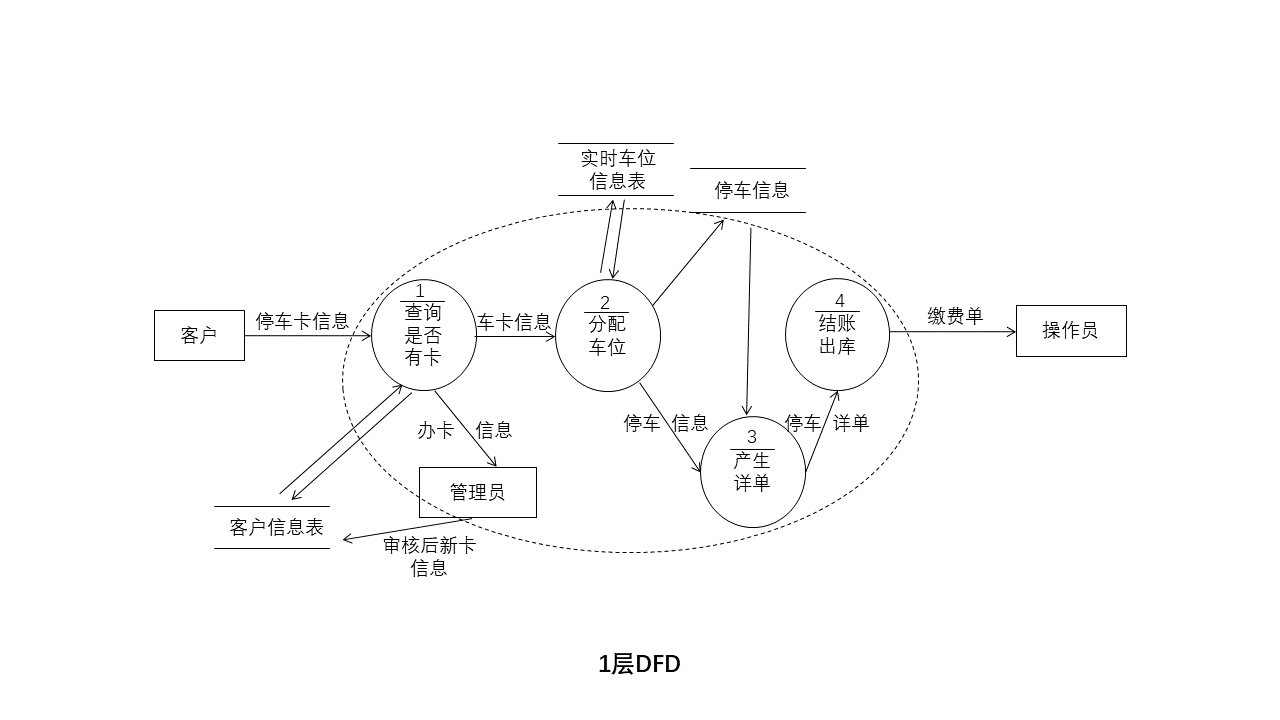 实时车位
信息表
停车信息
客户
停车卡信息
1
查询
是否
有卡
车卡信息
2
分配
车位
4
结账
出库
缴费单
操作员
办卡 信息
停车 信息
停车 详单
3
产生
详单
管理员
客户信息表
审核后新卡
信息
1层DFD